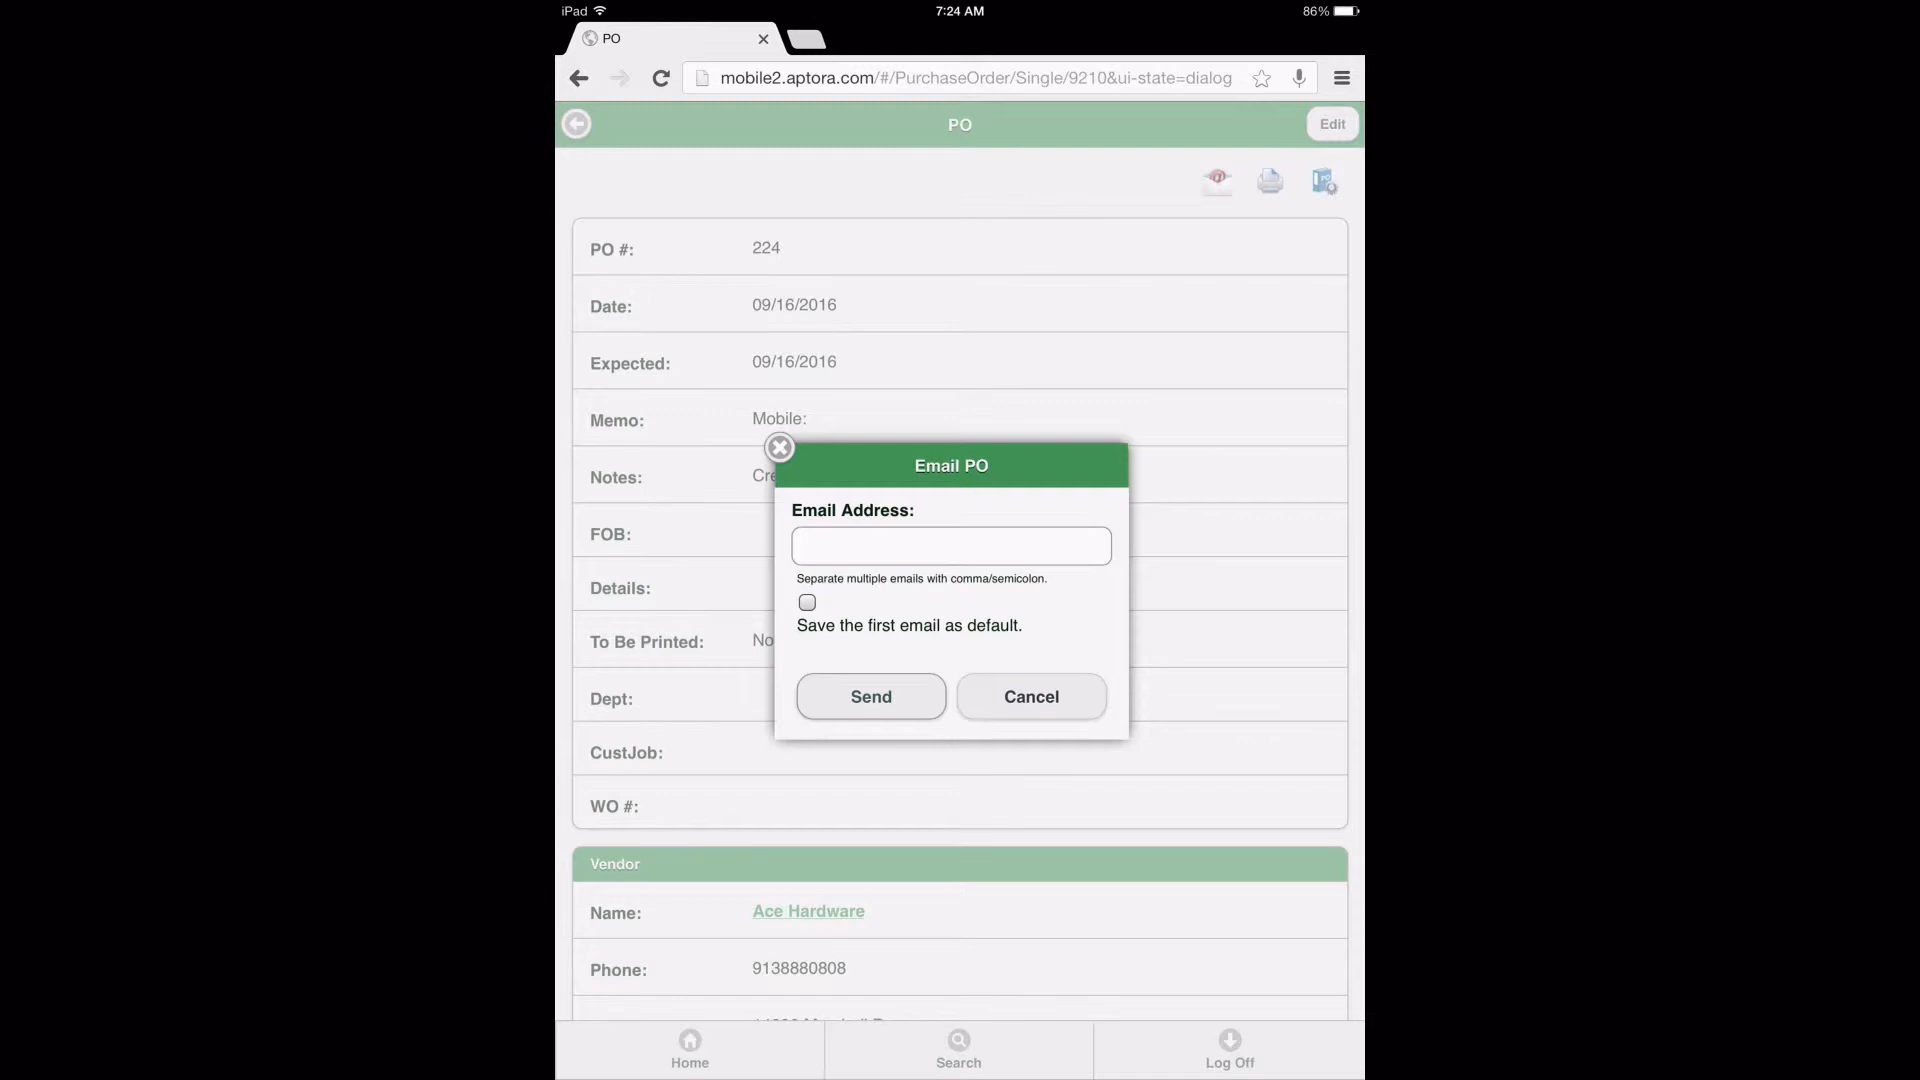 iPad 7:24 AM 86%
PO
mobile2.aptora.com/#/PurchaseOrder/Single/9210&ui-state=dialog
PO Edit
PO #: 224
Date: 09/16/2016
Expected: 09/16/2016
Memo: Mobile:
Notes:
FOB:
Details:
To Be Printed: No
Dept:
CustJob:
WO #:
Email PO
Email Address:
Separate multiple emails with comma/semicolon.
Save the first email as default.
Send Cancel
Vendor
Name: Ace Hardware
Phone: 9138880808
Home Search Log Off